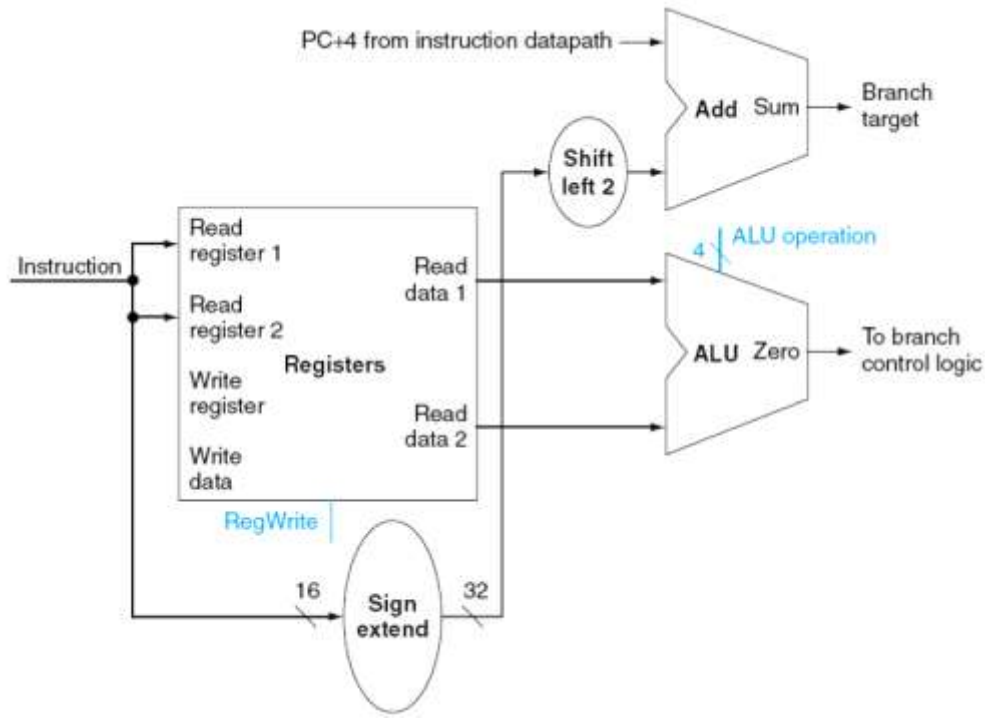 PC+4 from instruction datapath
Add Sum
Branch
target
Shift
left 2
4
ALU operation
Instruction
Read
register 1
Read
data 1
Read
register 2
Registers
ALU Zero
To branch
control logic
Write
register
Read
data 2
Write
data
RegWrite
16
Sign
extend
32